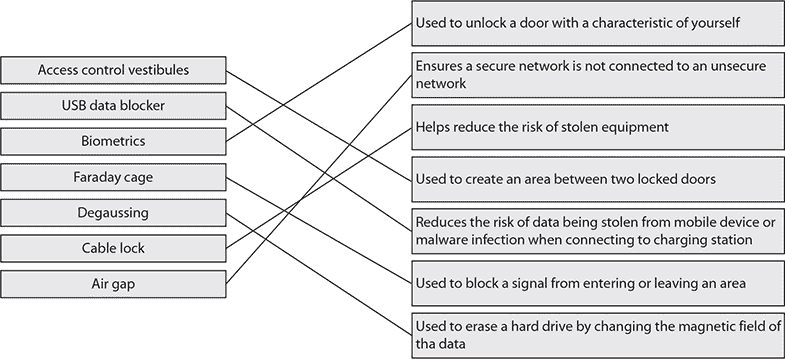 Access control vestibules
USB data blocker
Biometrics
Faraday cage
Degaussing
Cable lock
Air gap
Used to unlock a door with a characteristic of yourself
Ensures a secure network is not connected to an unsecure
network
Helps reduce the risk of stolen equipment
Used to create an area between two locked doors
Reduces the risk of data being stolen from mobile device or
malware infection when connecting to charging station
Used to block a signal from entering or leaving an area
Used to erase a hard drive by changing the magnetic field of
tha data